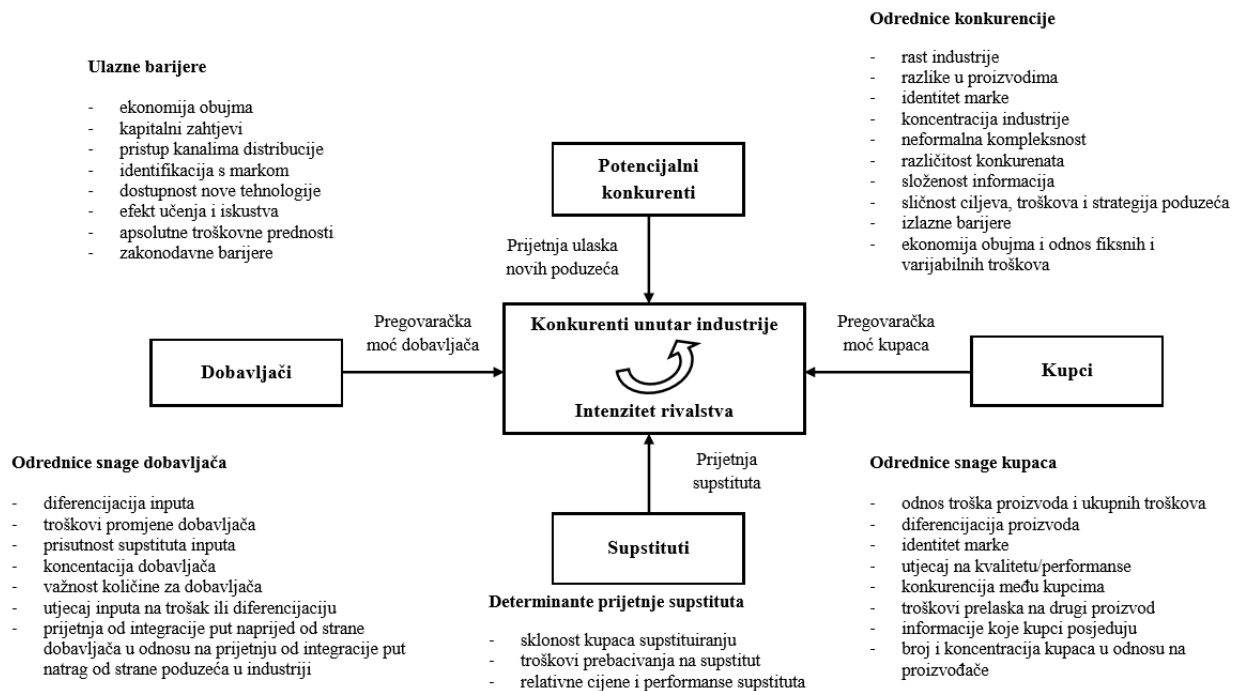 Odrednice konkurencije
- rast industrije
- razlike u proizvodima
- identitet marke
- koncentracija industrije
- neformalna kompleksnost
- različitost konkurenata
- složenost informacija
- sličnost ciljeva, troškova i strategija poduzeća
- izlazne barijere
- ekonomija obujma i odnos fiksnih i
varijabilnih troškova
Ulazne barijere
- ekonomija obujma
- kapitalni zahtjevi
- pristup kanalima distribucije
- identifikacija s markom
- dostupnost nove tehnologije
- efekt učenja i iskustva
- apsolutne troškovne prednosti
- zakonodavne barijere
Potencijalni
konkurenti
Prijetnja ulaska
novih poduzeća
Pregovaračka
moć dobavljača
Konkurenti unutar industrije
Intenzitet rivalstva
Pregovaračka
moć kupaca
Dobavljači
Kupci
Prijetnja
supstituta
Supstituti
Odrednice snage dobavljača
- diferencijacija inputa
- troškovi promjene dobavljača
- prisutnost supstituta inputa
- koncentacija dobavljača
- važnost količine za dobavljača
- utjecaj inputa na trošak ili diferencijaciju
- prijetnja od integracije put naprijed od strane
dobavljača u odnosu na prijetnju od integracije put
natrag od strane poduzeća u industriji
Determinante prijetnje supstituta
- sklonost kupaca supstituiranju
- troškovi prebacivanja na supstitut
- relativne cijene i performanse supstituta
Odrednice snage kupaca
- odnos troška proizvoda i ukupnih troškova
- diferencijacija proizvoda
- identitet marke
- utjecaj na kvalitetu/performanse
- konkurencija među kupcima
- troškovi prelaska na drugi proizvod
- informacije koje kupci posjeduju
- broj i koncentracija kupaca u odnosu na
proizvođače